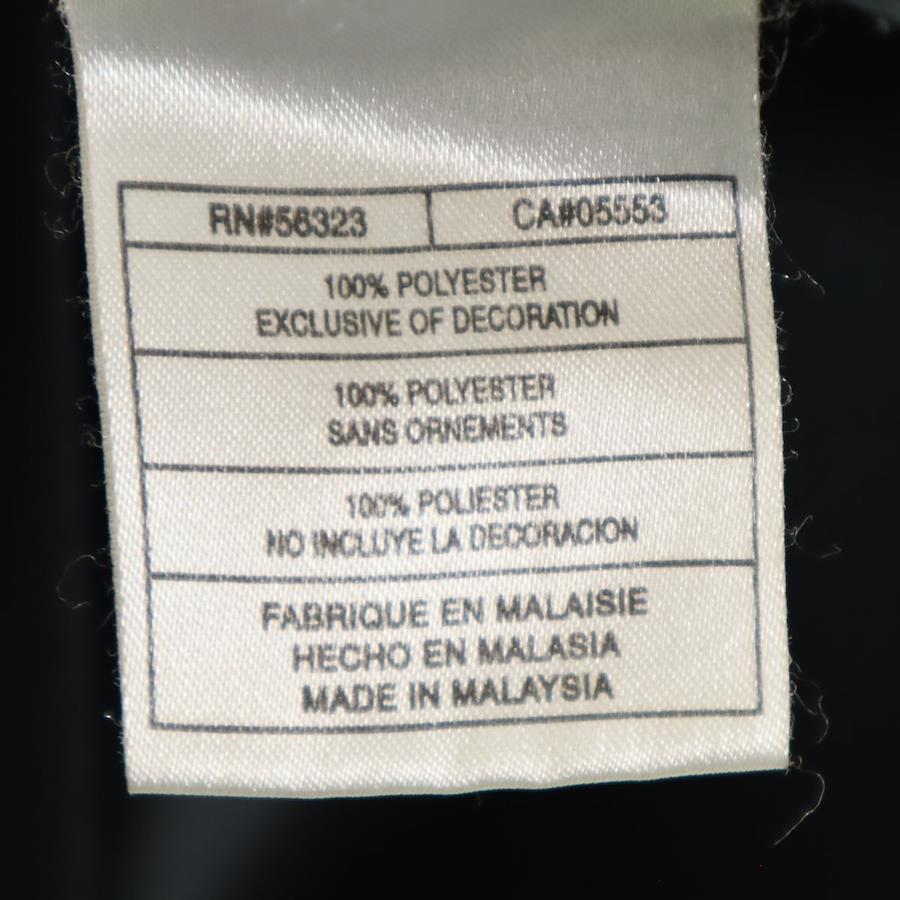 RN#56323 CA#05553
100% POLYESTER
EXCLUSIVE OF DECORATION
100% POLYESTER
SANS ORNEMENTS
100% POLIESTER
NO INCLUYE LA DECORACION
FABRIQUE EN MALAISIE
HECHO EN MALASIA
MADE IN MALAYSIA